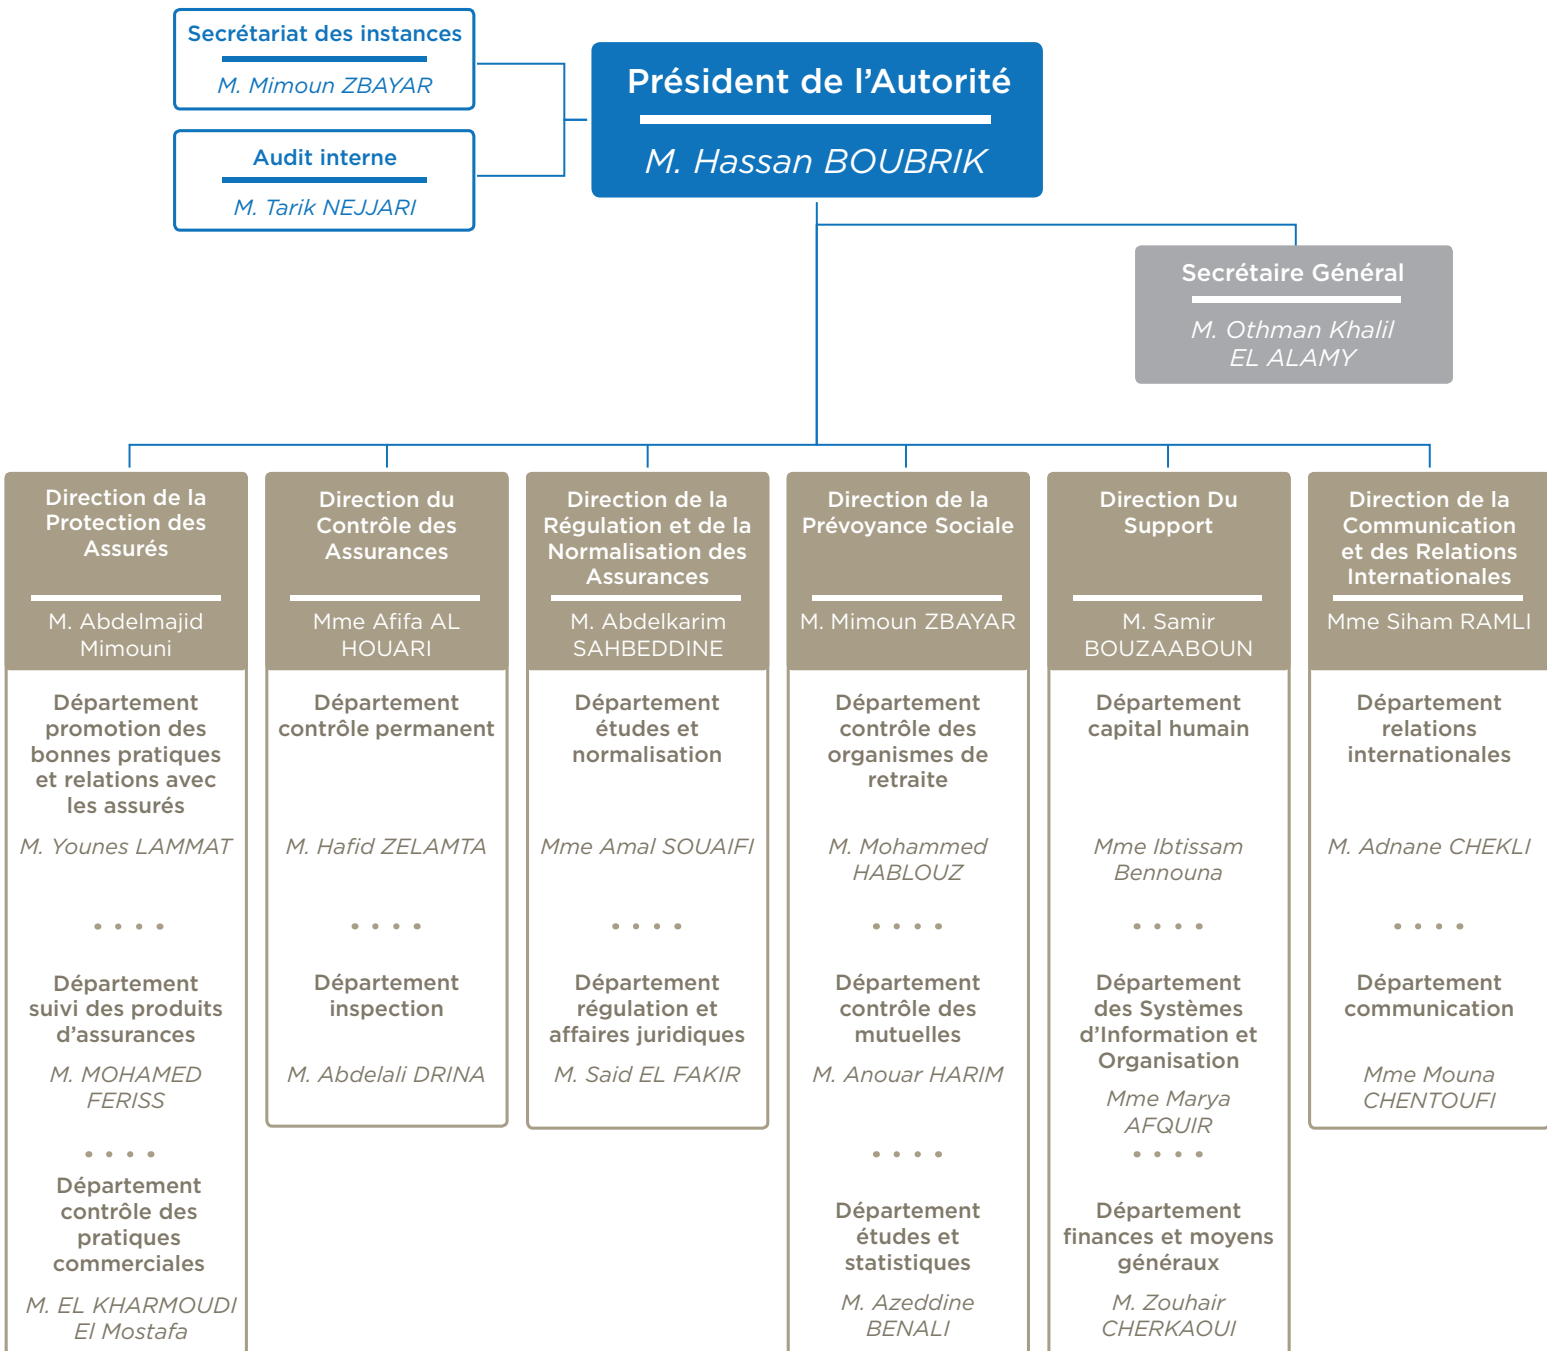 Secrétariat des instances
M. Mimoun ZBAYAR
Audit interne
M. Tarik NEJJARI
Président de l’Autorité
M. Hassan BOUBRIK
Secrétaire Général
M. Othman Khalil
EL ALAMY
Direction de la
Protection des
Assurés
M. Abdelmajid
Mimouni
Département
promotion des
bonnes pratiques
et relations avec
les assurés
M. Younes LAMMAT
Département
suivi des produits
d’assurances
M. MOHAMED
FERISS
Département
contrôle des
pratiques
commerciales
M. EL KHARMOUDI
El Mostafa
Direction du
Contrôle des
Assurances
Mme Afifa AL
HOUARI
Département
contrôle permanent
M. Hafid ZELAMTA
Département
inspection
M. Abdelali DRINA
Direction de la
Régulation et de la
Normalisation des
Assurances
M. Abdelkarim
SAHBEDDINE
Département
études et
normalisation
Mme Amal SOUAIFI
Département
régulation et
affaires juridiques
M. Said EL FAKIR
Direction de la
Prévoyance Sociale
M. Mimoun ZBAYAR
Département
contrôle des
organismes de
retraite
M. Mohammed
HABLOUZ
Département
contrôle des
mutuelles
M. Anouar HARIM
Département
études et
statistiques
M. Azeddine
BENALI
Direction Du
Support
M. Samir
BOUZAABOUN
Département
capital humain
Mme Ibtissam
Bennouna
Département
des Systèmes
d’Information et
Organisation
Mme Marya
AFQUIR
Département
finances et moyens
généraux
M. Zouhair
CHERKAOUI
Direction de la
Communication
et des Relations
Internationales
Mme Siham RAMLI
Département
relations
internationales
M. Adnane CHEKLI
Département
communication
Mme Mouna
CHENTOUFI